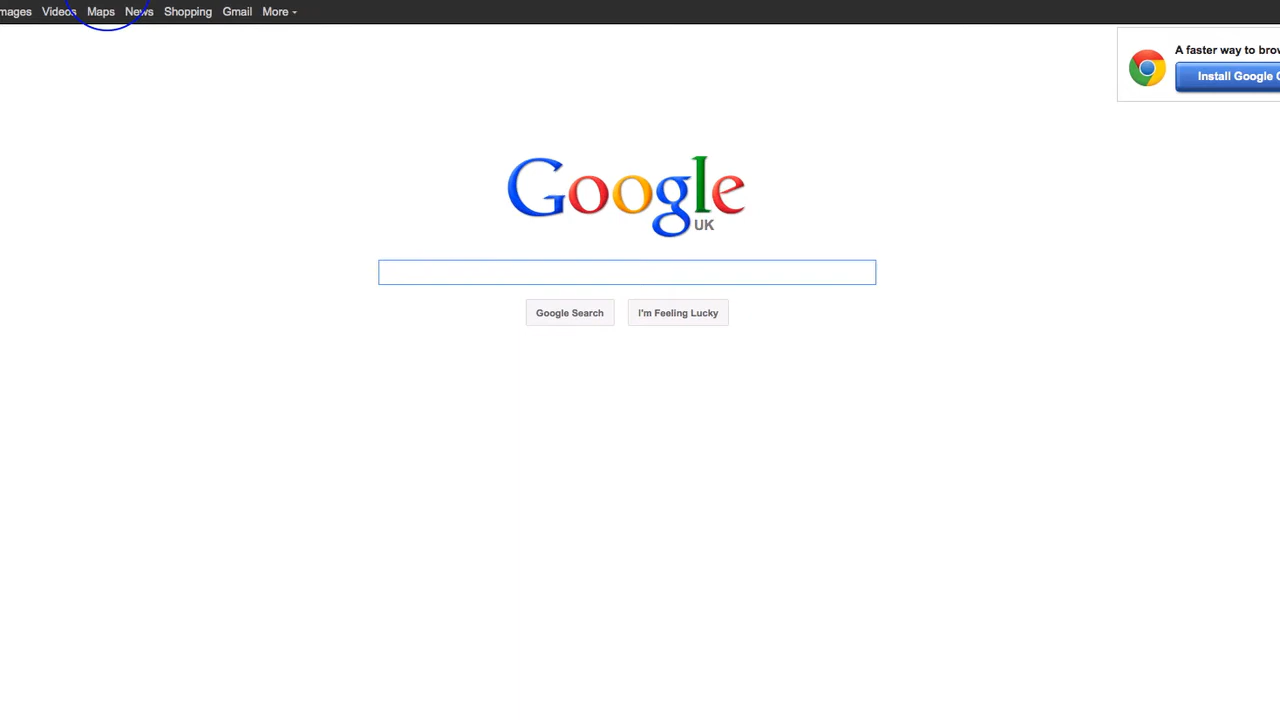 mages Videos Maps News Shopping Gmail More
A faster way to brow
Install Google C
Google
UK
Google Search I'm Feeling Lucky